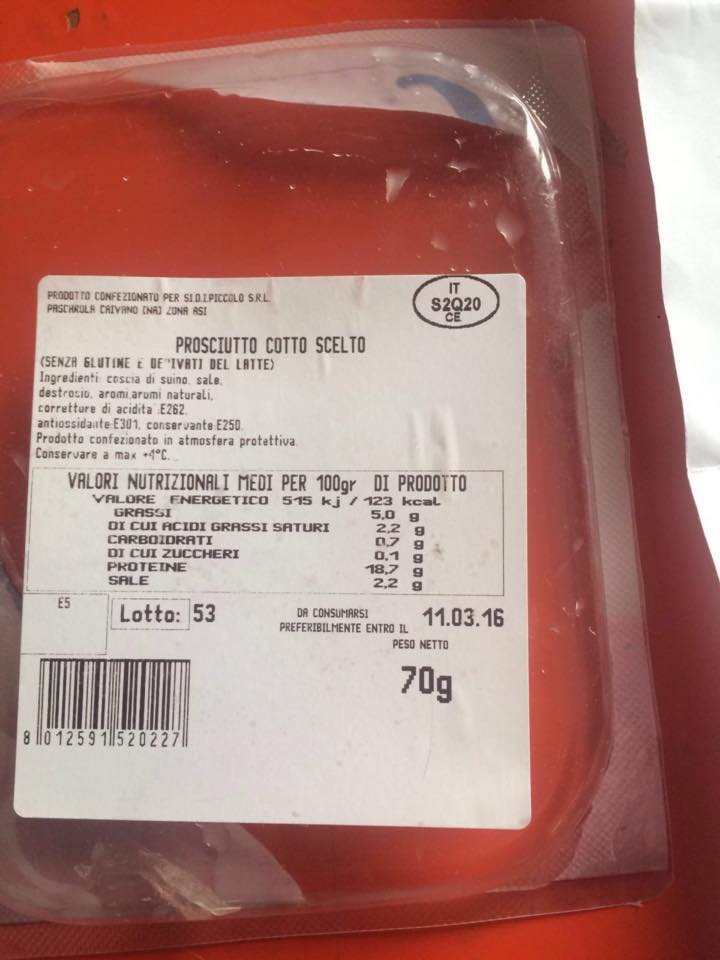 PRODOTTO CONFEZIONATO PER SI.D.I.PICCOLO S.R.L.
PASCAROLA CAIVANO (NA) ZONA ASI
IT
S2Q20
CE
PROSCIUTTO COTTO SCELTO
(SENZA GLUTINE E DERIVATI DEL LATTE)
Ingredienti: coscia di suino, sale,
destrosio, aromi,aromi naturali,
corretture di acidita :E262,
antiossidante:E301, conservante:E250.
Prodotto confezionato in atmosfera protettiva.
Conservare a max +4°C.
VALORI NUTRIZIONALI MEDI PER 100gr DI PRODOTTO
VALORE ENERGETICO 515 kj / 123 kcal
GRASSI 5,0 g
DI CUI ACIDI GRASSI SATURI 2,2 g
CARBOIDRATI 0,7 g
DI CUI ZUCCHERI 0,1 g
PROTEINE 18,7 g
SALE 2,2 g
E5
Lotto: 53
DA CONSUMARSI
PREFERIBILMENTE ENTRO IL 11.03.16
PESO NETTO
70g
8 012591 520227